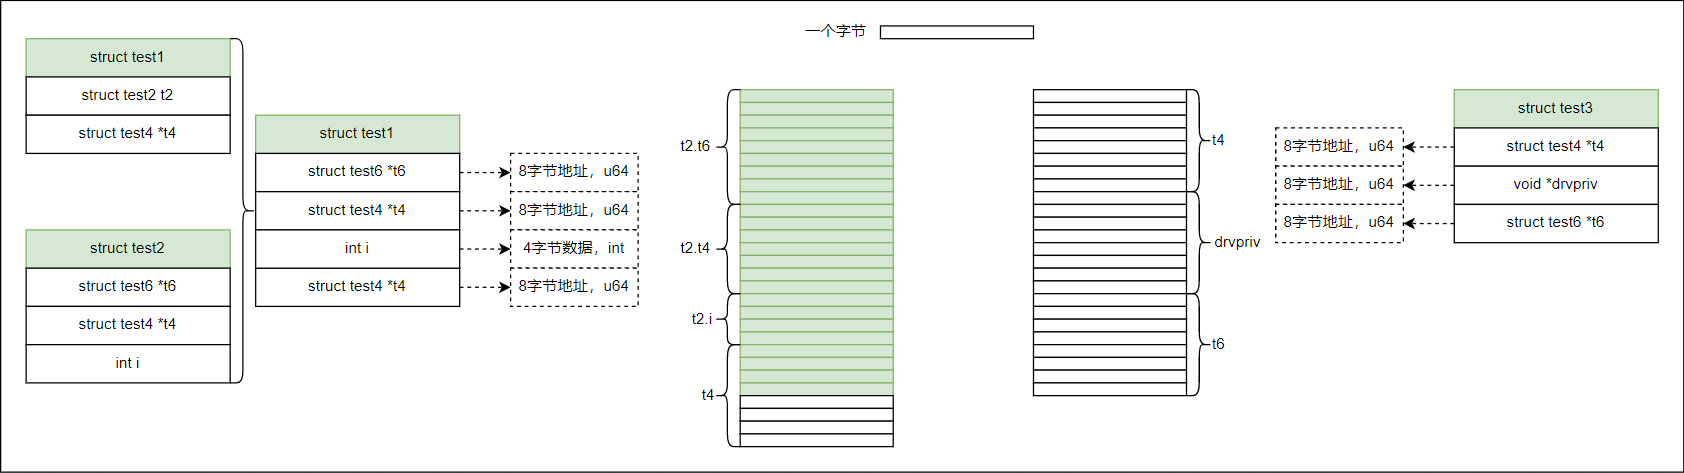 一个字节
struct test1
struct test2 t2
struct test4 *t4
struct test2
struct test6 *t6
struct test4 *t4
int i
struct test1
struct test6 *t6
struct test4 *t4
int i
struct test4 *t4
8字节地址，u64
8字节地址，u64
4字节数据，int
8字节地址，u64
t2.t6
t2.t4
t2.i
t4
t4
drvpriv
t6
8字节地址，u64
8字节地址，u64
8字节地址，u64
struct test3
struct test4 *t4
void *drvpriv
struct test6 *t6